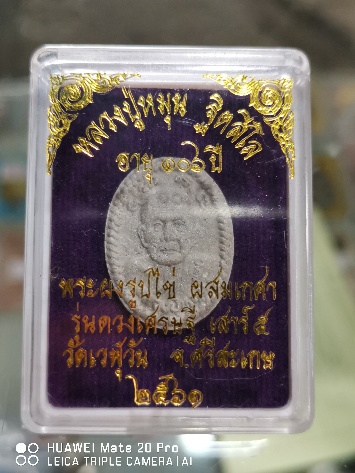 หลวงปู่หมุน ฐิตสีโล
อายุ ๑๐๖ ปี
พระผงรูปไข่ ผสมเกศา
รุ่นดวงเศรษฐี เสาร์ ๕
วัดเวฬุวัน จ.ศรีสะเกษ
๒๕๖๑
HUAWEI Mate 20 Pro
LEICA TRIPLE CAMERA | AI